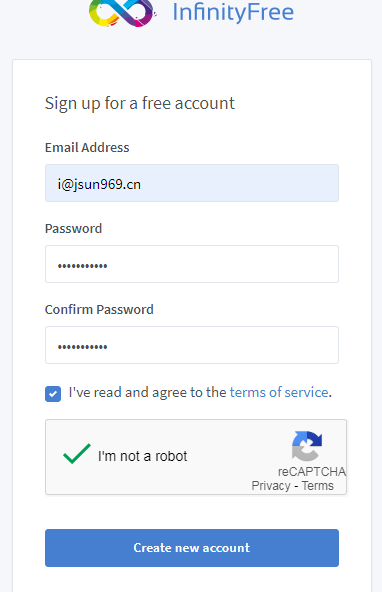 InfinityFree
Sign up for a free account
Email Address
i@jsun969.cn
Password
•••••••••••
Confirm Password
•••••••••••
I've read and agree to the terms of service.
I'm not a robot
reCAPTCHA
Privacy - Terms
Create new account